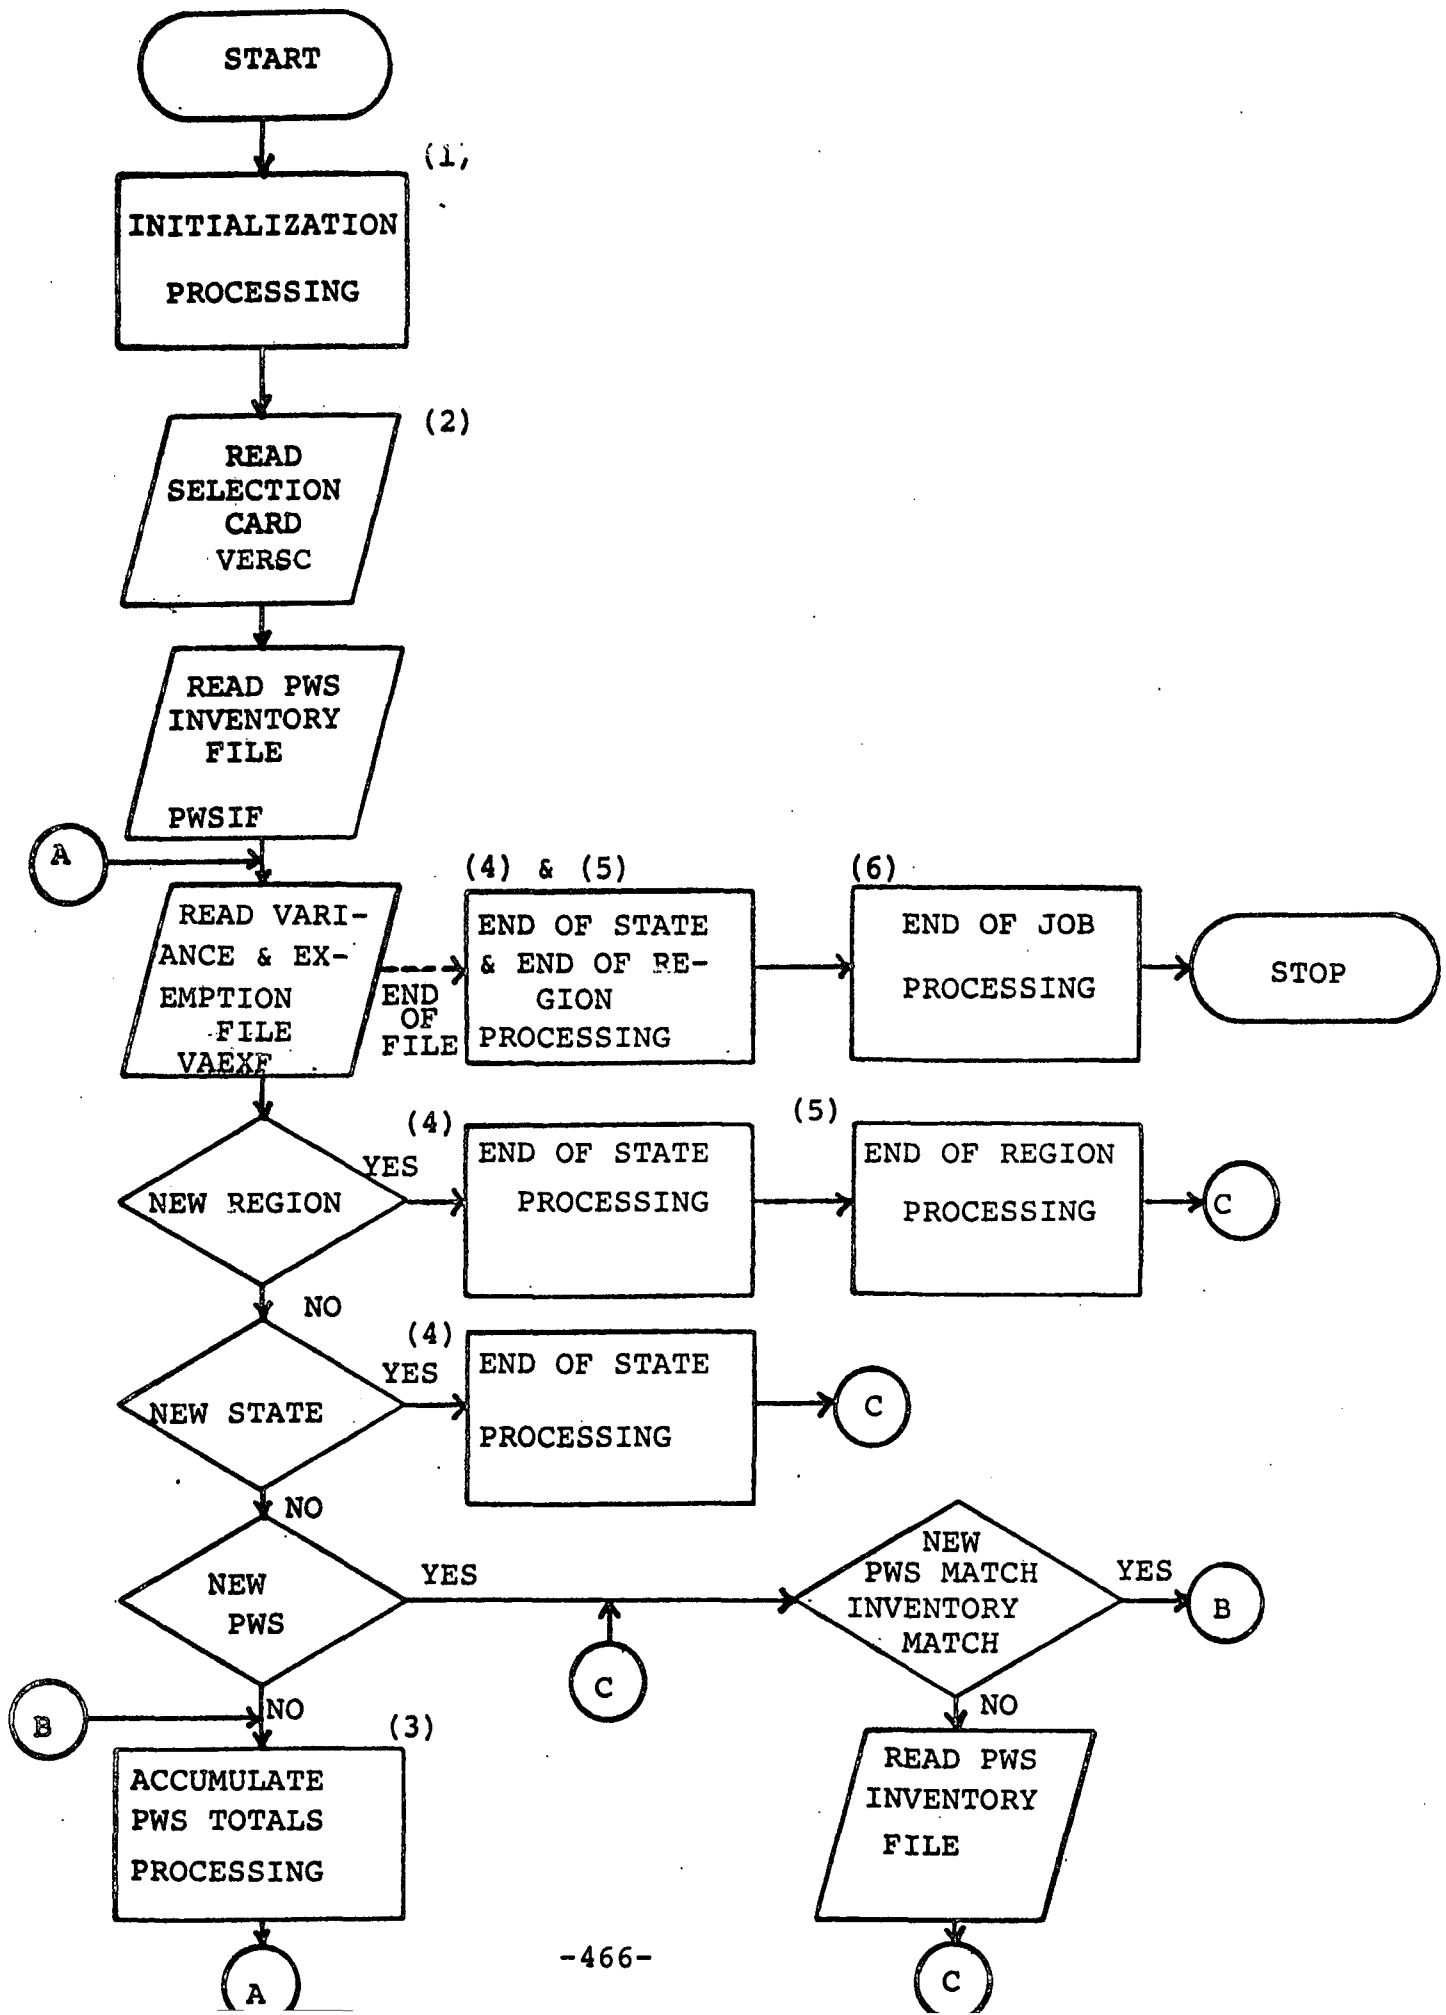 START
(1)
INITIALIZATION
PROCESSING
(2)
READ
SELECTION
CARD
VERSC
READ PWS
INVENTORY
FILE
PWSIF
A
READ VARI-
ANCE & EX-
EMPTION
FILE
VAEXF
END
OF
FILE
(4) & (5)
END OF STATE
& END OF RE-
GION
PROCESSING
(6)
END OF JOB
PROCESSING
STOP
NEW REGION
YES
(4)
END OF STATE
PROCESSING
(5)
END OF REGION
PROCESSING
C
NO
NEW STATE
YES
(4)
END OF STATE
PROCESSING
C
NO
NEW
PWS
YES
C
NEW
PWS MATCH
INVENTORY
MATCH
YES
B
NO
READ PWS
INVENTORY
FILE
C
B
NO
(3)
ACCUMULATE
PWS TOTALS
PROCESSING
A
-466-